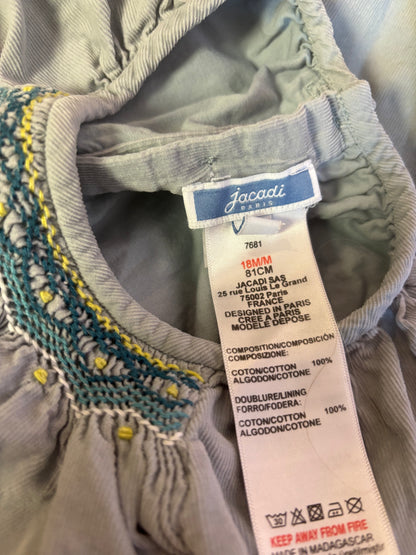 jacadi
PARIS
7681
18M/M
81CM
JACADI SAS
25 rue Louis Le Grand
75002 Paris
FRANCE
DESIGNED IN PARIS
CREE A PARIS
MODELE DEPOSE
COMPOSITION/COMPOSICIÓN
COMPOSIZIONE:
COTON/COTTON 100%
ALGODON/COTONE
DOUBLURE/LINING
FORRO/FODERA:
COTON/COTTON 100%
ALGODON/COTONE
30
KEEP AWAY FROM FIRE
MADE IN MADAGASCAR